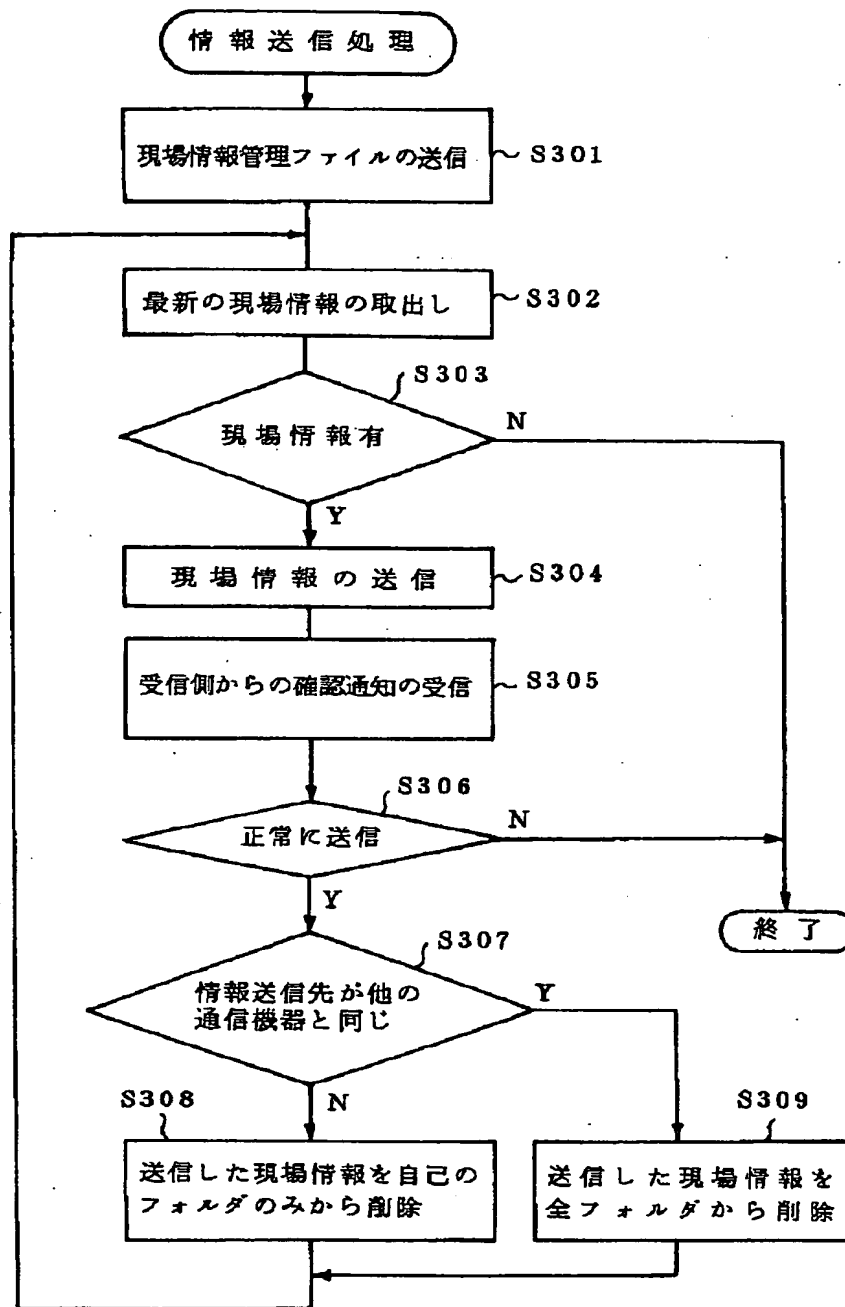 情報送信処理
現場情報管理ファイルの送信
S301
最新の現場情報の取出し
S302
S303
現場情報有
N
Y
現場情報の送信
S304
受信側からの確認通知の受信
S305
S306
正常に送信
N
Y
終了
S307
情報送信先が他の
通信機器と同じ
Y
N
S308
送信した現場情報を自己の
フォルダのみから削除
S309
送信した現場情報を
全フォルダから削除